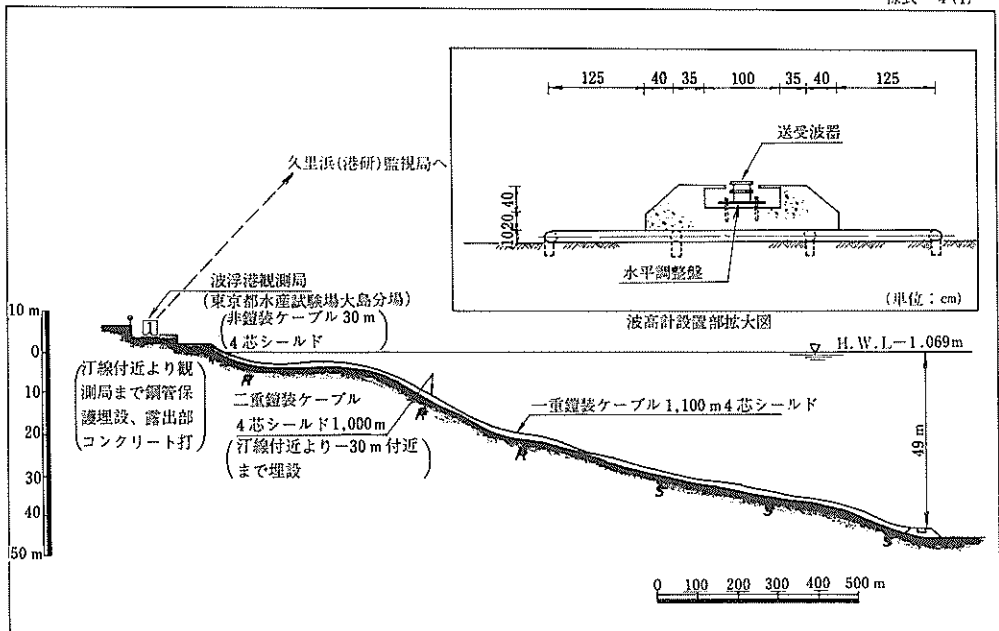 様式－4(1)
125 40 35 100 35 40 125
送受波器
久里浜(港研)監視局へ
40
20
10
水平調整盤
(単位：cm)
波高計設置部拡大図
波浮港観測局
(東京都水産試験場大島分場)
1
非鎧装ケーブル 30 m
4芯シールド
H. W. L－1.069m
10 m
0
10
20
30
40
50 m
汀線付近より観
測局まで鋼管保
護埋設、露出部
コンクリート打
二重鎧装ケーブル
4芯シールド1,000m
汀線付近より－30 m 付近
まで埋設
一重鎧装ケーブル 1,100 m 4 芯シールド
49 m
R
R
R
S
S
S
0 100 200 300 400 500 m